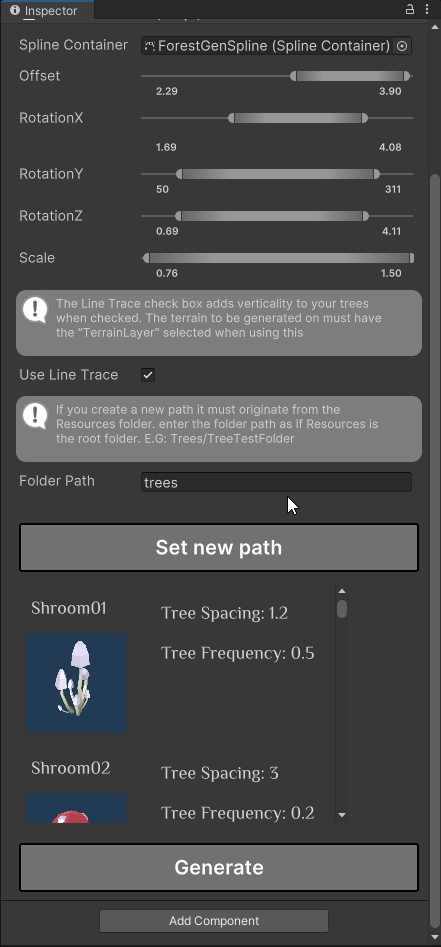 Inspector
Spline Container
ForestGenSpline (Spline Container)
Offset
2.29 3.90
RotationX
1.69 4.08
RotationY
50 311
RotationZ
0.69 4.11
Scale
0.76 1.50
The Line Trace check box adds verticality to your trees
when checked. The terrain to be generated on must have
the "TerrainLayer" selected when using this
Use Line Trace
If you create a new path it must originate from the
Resources folder. enter the folder path as if Resources is
the root folder. E.G: Trees/TreeTestFolder
Folder Path
trees
Set new path
Shroom01
Tree Spacing: 1.2
Tree Frequency: 0.5
Shroom02
Tree Spacing: 3
Tree Frequency: 0.2
Generate
Add Component